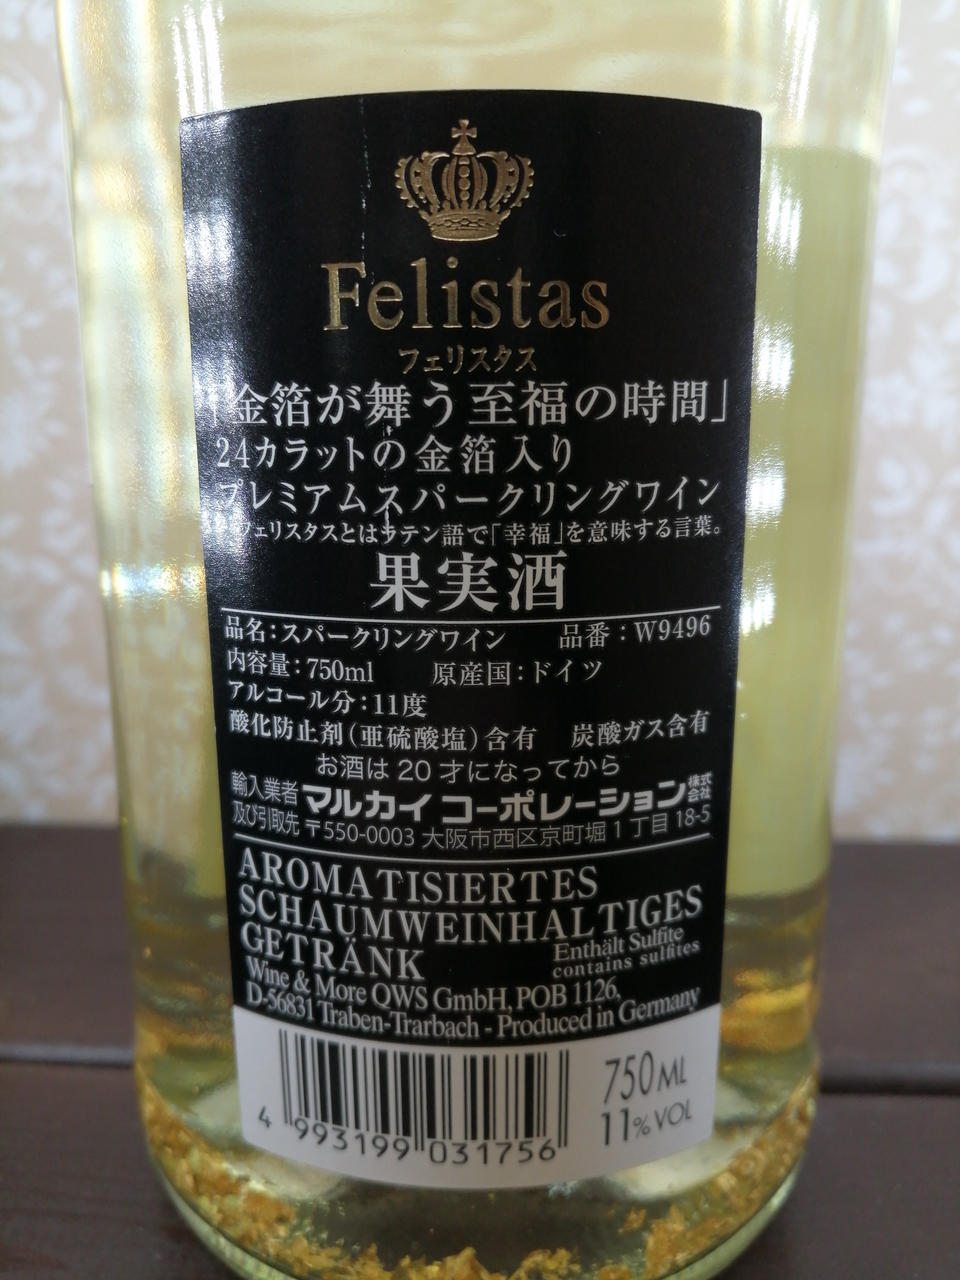 Felistas
フェリスタス
「金箔が舞う至福の時間」
24カラットの金箔入り
プレミアムスパークリングワイン
フェリスタスとはラテン語で「幸福」を意味する言葉。
果実酒
品名:スパークリングワイン 品番:W9496
内容量:750ml 原産国:ドイツ
アルコール分:11度
酸化防止剤(亜硫酸塩)含有 炭酸ガス含有
お酒は20才になってから
輸入業者 マルカイ コーポレーション 株式会社
及び引取先 〒550-0003 大阪市西区京町堀1丁目18-5
AROMATISIERTES
SCHAUMWEINHALTIGES
GETRÄNK
Enthält Sulfite
contains sulfites
Wine & More QWS GmbH, POB 1126,
D-56831 Traben-Trarbach - Produced in Germany
750ML
11% VOL
4 993199 031756